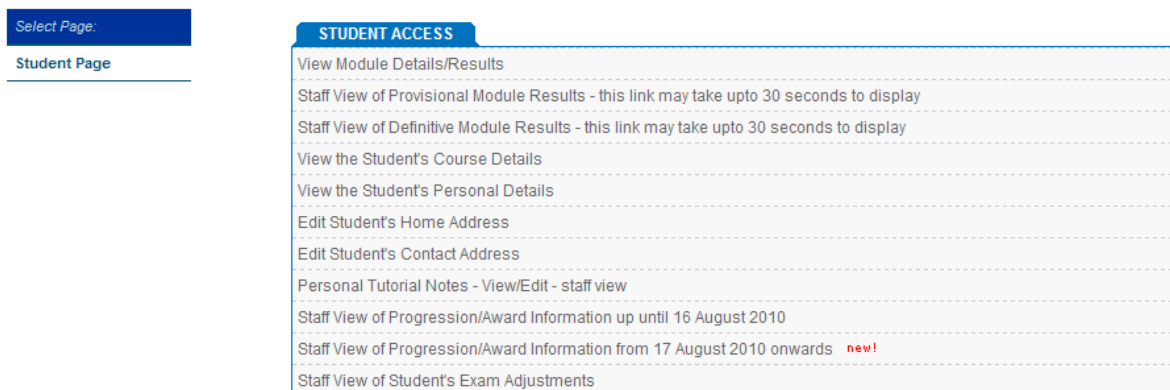 Select Page:
Student Page
STUDENT ACCESS
View Module Details/Results
Staff View of Provisional Module Results - this link may take upto 30 seconds to display
Staff View of Definitive Module Results - this link may take upto 30 seconds to display
View the Student's Course Details
View the Student's Personal Details
Edit Student's Home Address
Edit Student's Contact Address
Personal Tutorial Notes - View/Edit - staff view
Staff View of Progression/Award Information up until 16 August 2010
Staff View of Progression/Award Information from 17 August 2010 onwards new!
Staff View of Student's Exam Adjustments